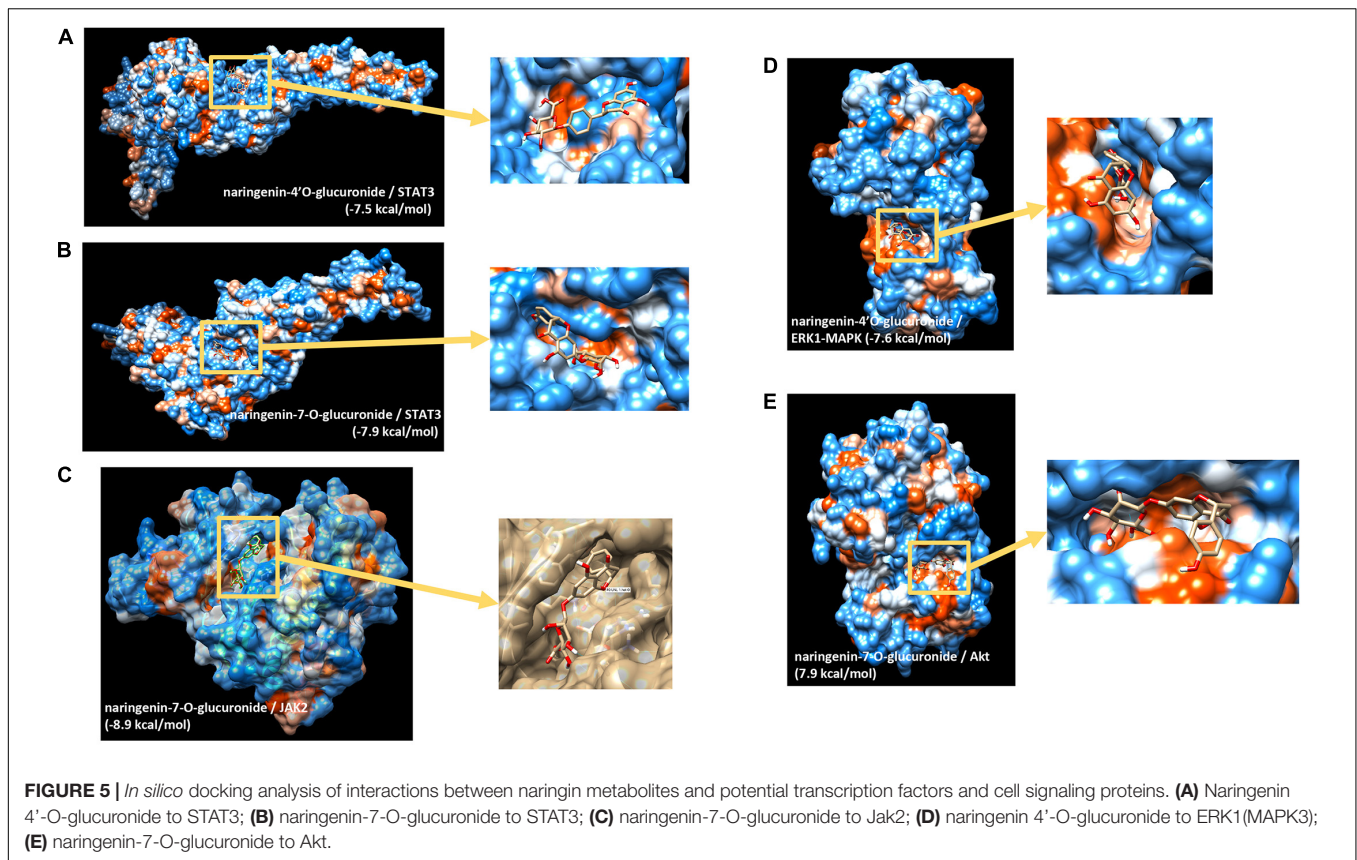 A
naringenin-4'O-glucuronide / STAT3
(-7.5 kcal/mol)
B
naringenin-7-O-glucuronide / STAT3
(-7.9 kcal/mol)
C
naringenin-7-O-glucuronide / JAK2
(-8.9 kcal/mol)
D
naringenin-4'O-glucuronide /
ERK1-MAPK (-7.6 kcal/mol)
E
naringenin-7-O-glucuronide / Akt
(7.9 kcal/mol)
FIGURE 5 | In silico docking analysis of interactions between naringin metabolites and potential transcription factors and cell signaling proteins. (A) Naringenin
4'-O-glucuronide to STAT3; (B) naringenin-7-O-glucuronide to STAT3; (C) naringenin-7-O-glucuronide to Jak2; (D) naringenin 4'-O-glucuronide to ERK1(MAPK3);
(E) naringenin-7-O-glucuronide to Akt.